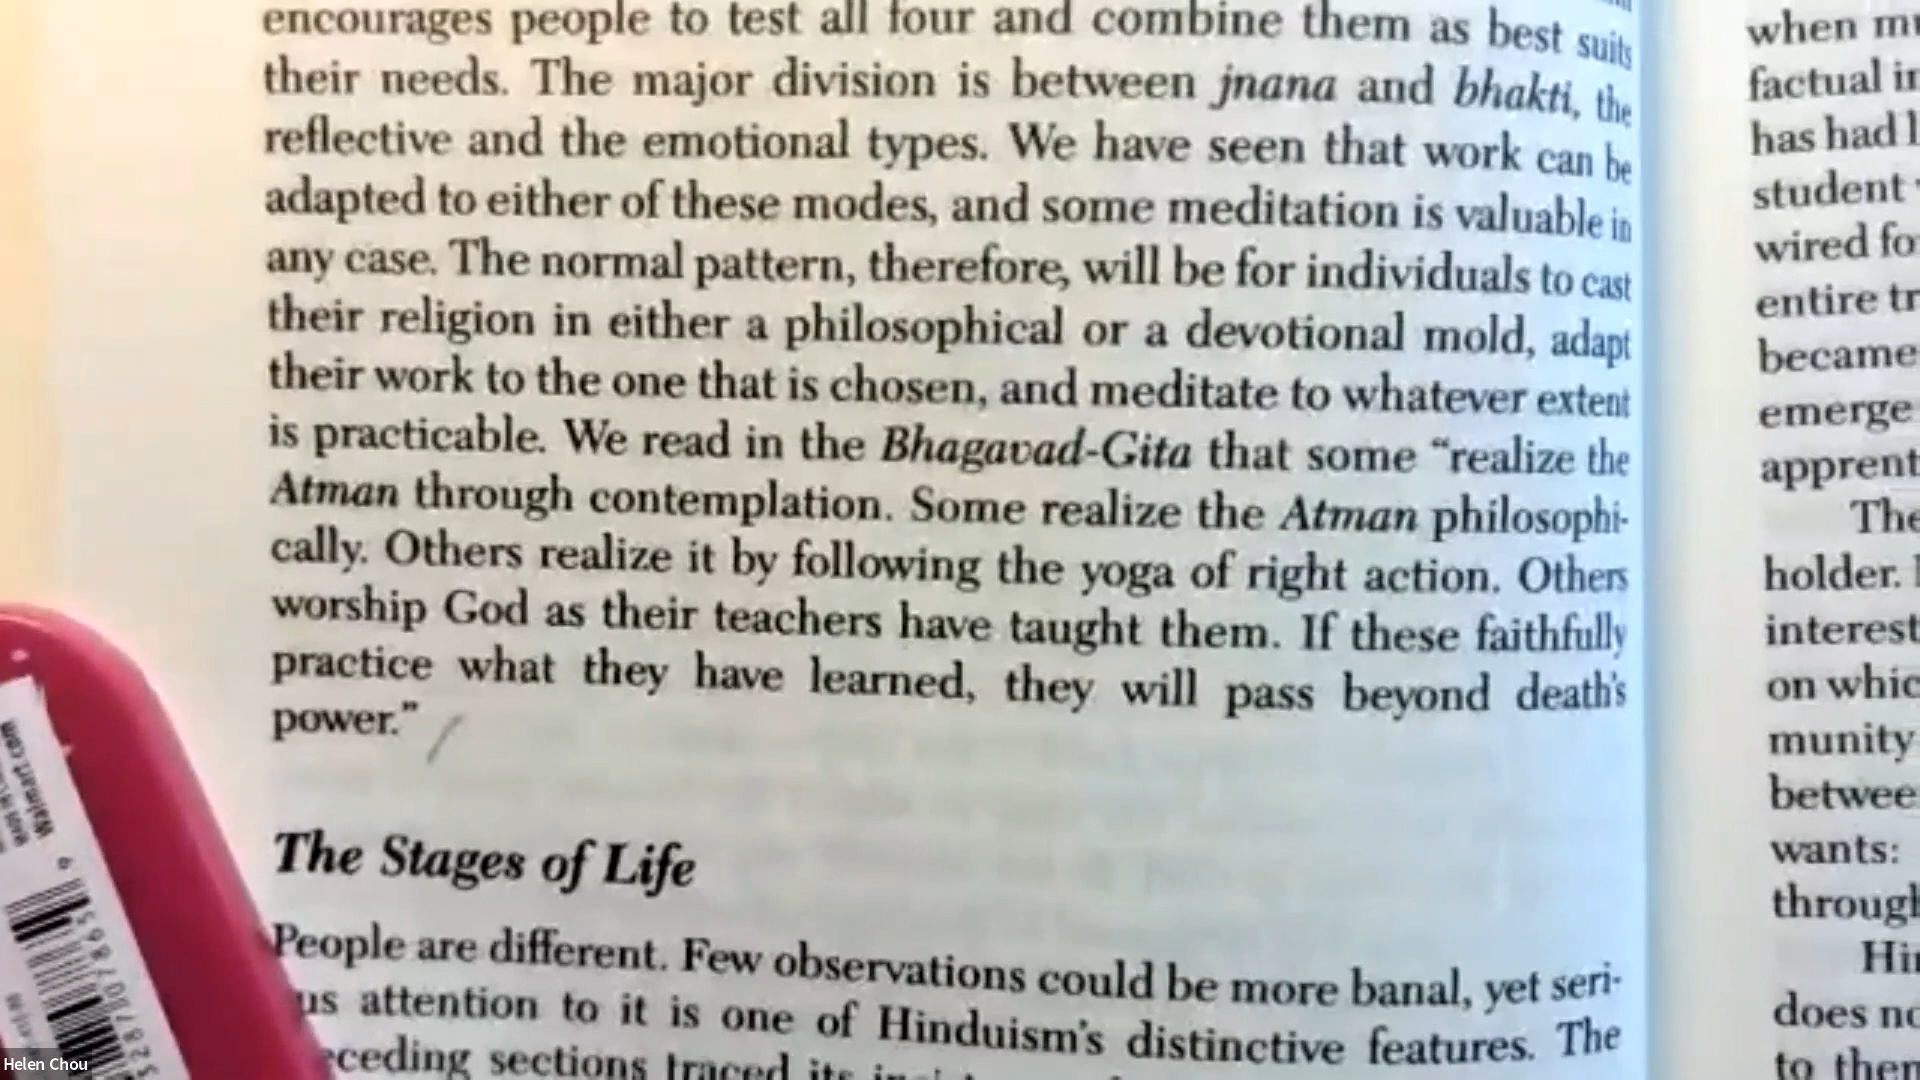 encourages people to test all four and combine them as best suits
their needs. The major division is between jnana and bhakti, the
reflective and the emotional types. We have seen that work can be
adapted to either of these modes, and some meditation is valuable in
any case. The normal pattern, therefore, will be for individuals to cast
their religion in either a philosophical or a devotional mold, adapt
their work to the one that is chosen, and meditate to whatever extent
is practicable. We read in the Bhagavad-Gita that some “realize the
Atman through contemplation. Some realize the Atman philosophi-
cally. Others realize it by following the yoga of right action. Others
worship God as their teachers have taught them. If these faithfully
practice what they have learned, they will pass beyond death's
power.”
The Stages of Life
People are different. Few observations could be more banal, yet seri-
us attention to it is one of Hinduism's distinctive features. The
eceding sections traced its
when
factual
has had
student
wired
entire
became
emerge
apprent
The
holder.
interest
on whic
munity
betwee
wants:
through
Hin
does
to
Walmart.com
Helen Chou